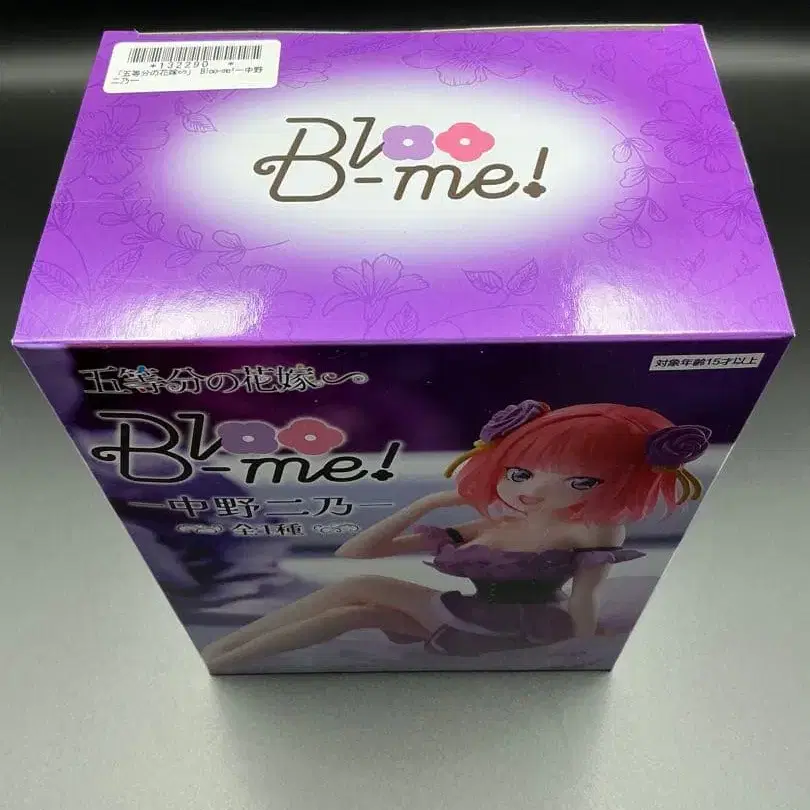 *132290 *
「五等分の花嫁∽」 Bloo-me!ー中野
二乃ー
Bloo-me!
対象年齢15才以上
五等分の花嫁∽
Bloo-me!
ー中野二乃ー
全1種